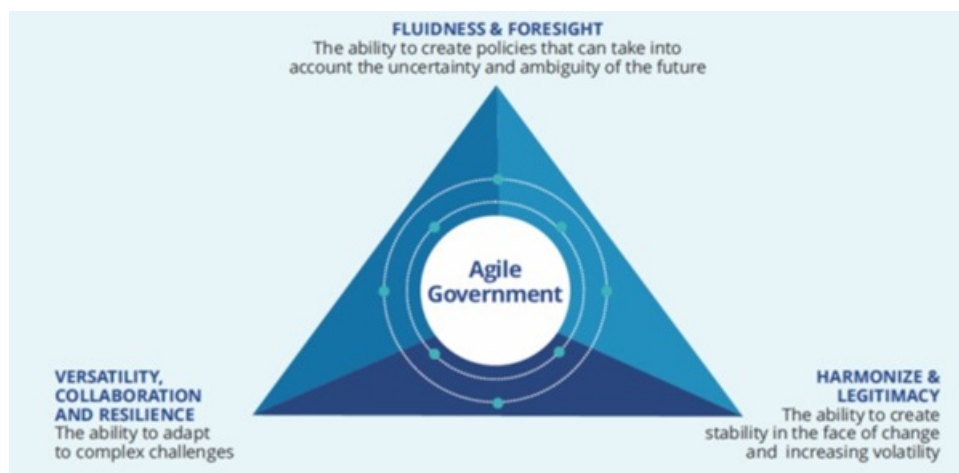 FLUIDNESS & FORESIGHT
The ability to create policies that can take into
account the uncertainty and ambiguity of the future
Agile
Government
VERSATILITY,
COLLABORATION
AND RESILIENCE
The ability to adapt
to complex challenges
HARMONIZE &
LEGITIMACY
The ability to create
stability in the face of change
and increasing volatility